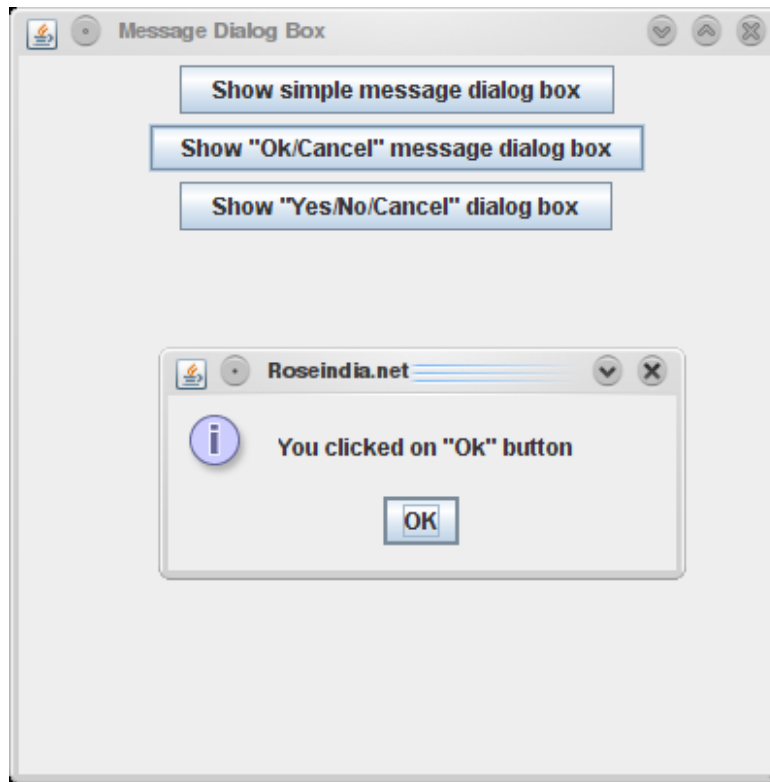 Message Dialog Box
Show simple message dialog box
Show "Ok/Cancel" message dialog box
Show "Yes/No/Cancel" dialog box
Roseindia.net
You clicked on "Ok" button
OK